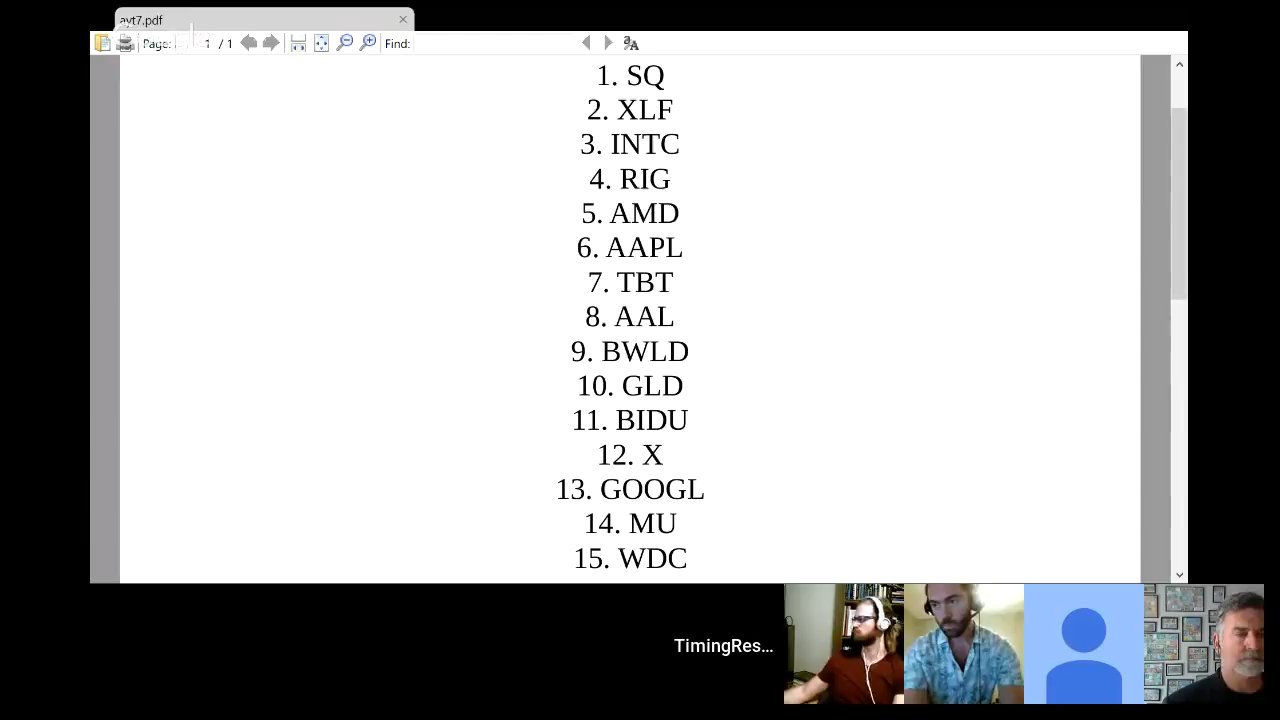 ayt7.pdf
Page: 1 / 1 Find:
1. SQ
2. XLF
3. INTC
4. RIG
5. AMD
6. AAPL
7. TBT
8. AAL
9. BWLD
10. GLD
11. BIDU
12. X
13. GOOGL
14. MU
15. WDC
TimingRes...